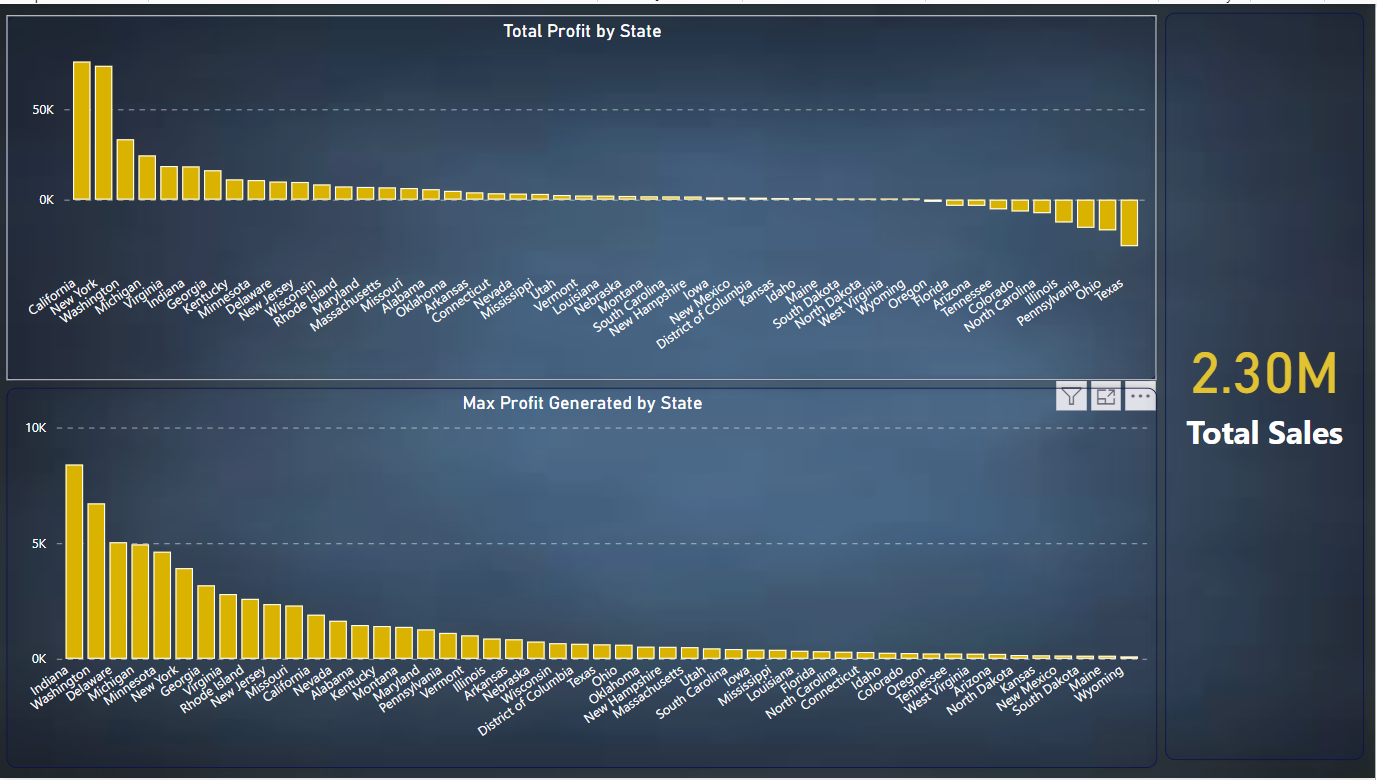 Total Profit by State
50K
0K
California
New York
Washington
Michigan
Virginia
Indiana
Georgia
Kentucky
Minnesota
Delaware
New Jersey
Wisconsin
Rhode Island
Maryland
Massachusetts
Missouri
Alabama
Oklahoma
Arkansas
Connecticut
Nevada
Mississippi
Utah
Vermont
Louisiana
Nebraska
Montana
South Carolina
New Hampshire
Iowa
New Mexico
District of Columbia
Kansas
Idaho
Maine
South Dakota
North Dakota
West Virginia
Wyoming
Oregon
Florida
Arizona
Tennessee
Colorado
North Carolina
Illinois
Pennsylvania
Ohio
Texas
Max Profit Generated by State
10K
5K
0K
Indiana
Washington
Delaware
Michigan
Minnesota
New York
Georgia
Virginia
Rhode Island
New Jersey
Missouri
California
Nevada
Alabama
Kentucky
Montana
Maryland
Pennsylvania
Vermont
Illinois
Arkansas
Nebraska
Wisconsin
District of Columbia
Texas
Ohio
Oklahoma
New Hampshire
Massachusetts
Utah
South Carolina
Iowa
Mississippi
Louisiana
Florida
North Carolina
Connecticut
Idaho
Colorado
Oregon
Tennessee
West Virginia
Arizona
North Dakota
Kansas
New Mexico
South Dakota
Maine
Wyoming
2.30M
Total Sales